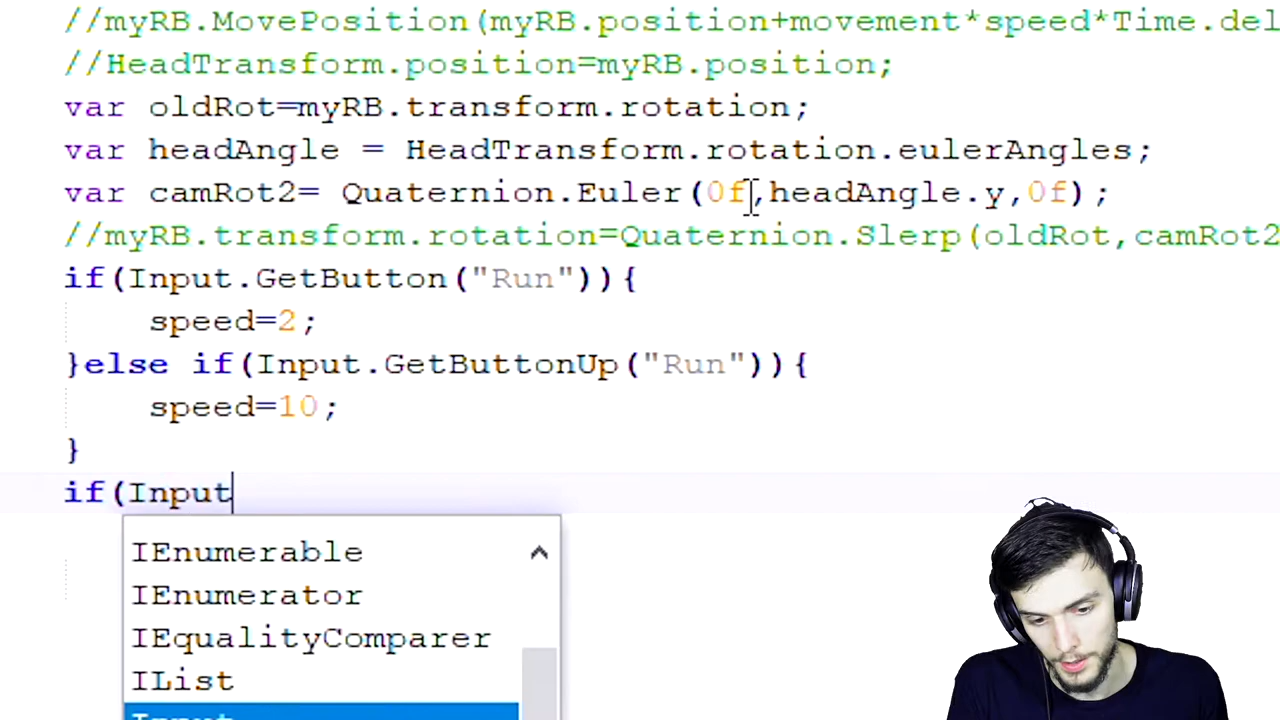 //myRB.MovePosition(myRB.position+movement*speed*Time.del
//HeadTransform.position=myRB.position;
var oldRot=myRB.transform.rotation;
var headAngle = HeadTransform.rotation.eulerAngles;
var camRot2= Quaternion.Euler(0f,headAngle.y,0f);
//myRB.transform.rotation=Quaternion.Slerp(oldRot,camRot2
if(Input.GetButton("Run")){
speed=2;
}else if(Input.GetButtonUp("Run")){
speed=10;
}
if(Input
IEnumerable
IEnumerator
IEqualityComparer
IList
Input